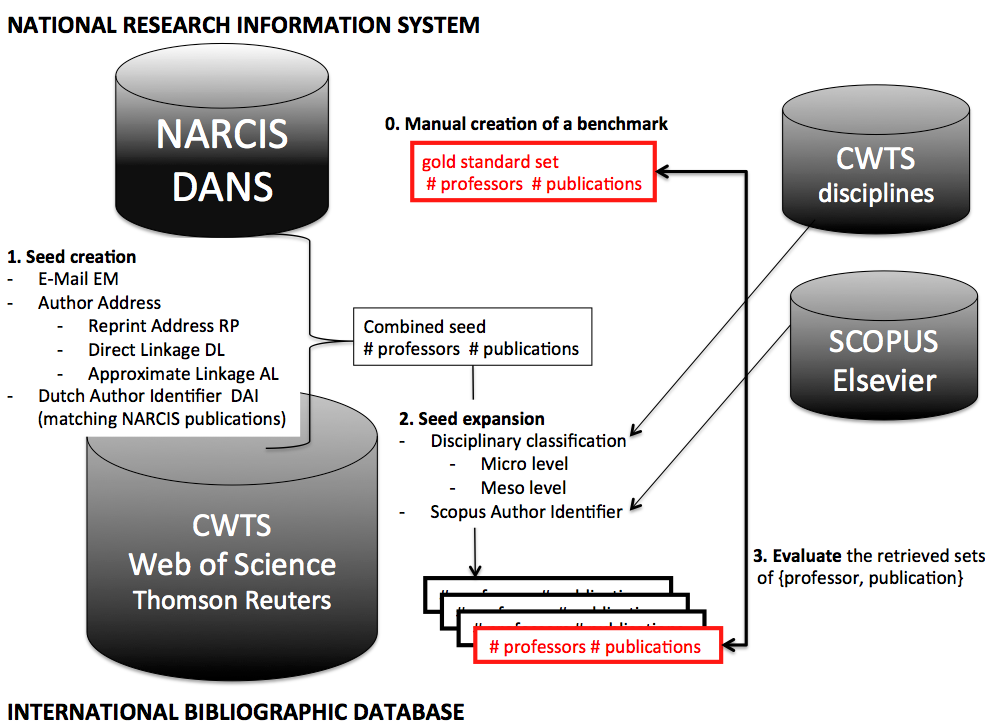 NATIONAL RESEARCH INFORMATION SYSTEM
NARCIS
DANS
0. Manual creation of a benchmark
gold standard set
# professors # publications
CWTS
disciplines
1. Seed creation
- E-Mail EM
- Author Address
- Reprint Address RP
- Direct Linkage DL
- Approximate Linkage AL
- Dutch Author Identifier DAI
(matching NARCIS publications)
Combined seed
# professors # publications
SCOPUS
Elsevier
2. Seed expansion
- Disciplinary classification
- Micro level
- Meso level
- Scopus Author Identifier
CWTS
Web of Science
Thomson Reuters
3. Evaluate the retrieved sets
of {professor, publication}
# professors # publications
INTERNATIONAL BIBLIOGRAPHIC DATABASE